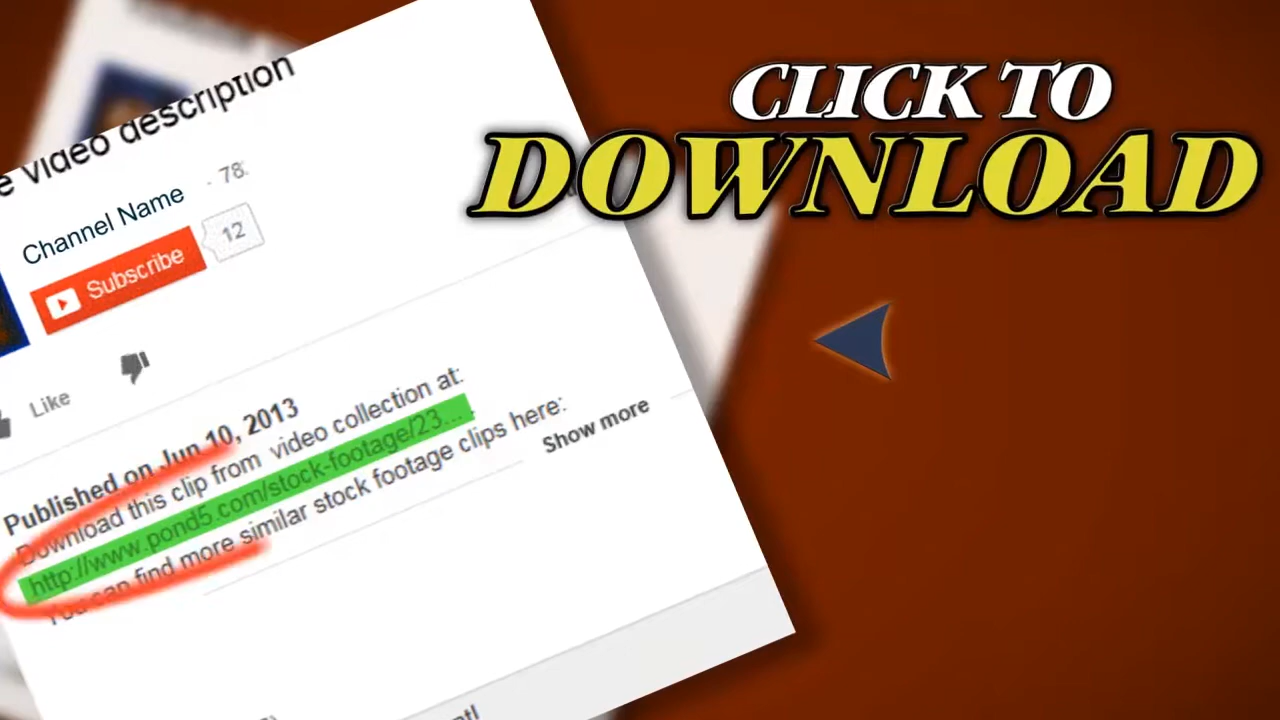 CLICK TO
DOWNLOAD
e video description
Channel Name
· 78
Subscribe
12
Like
Published on Jun 10, 2013
Download this clip from video collection at:
http://www.pond5.com/stock-footage/23... .
You can find more similar stock footage clips here:
Show more